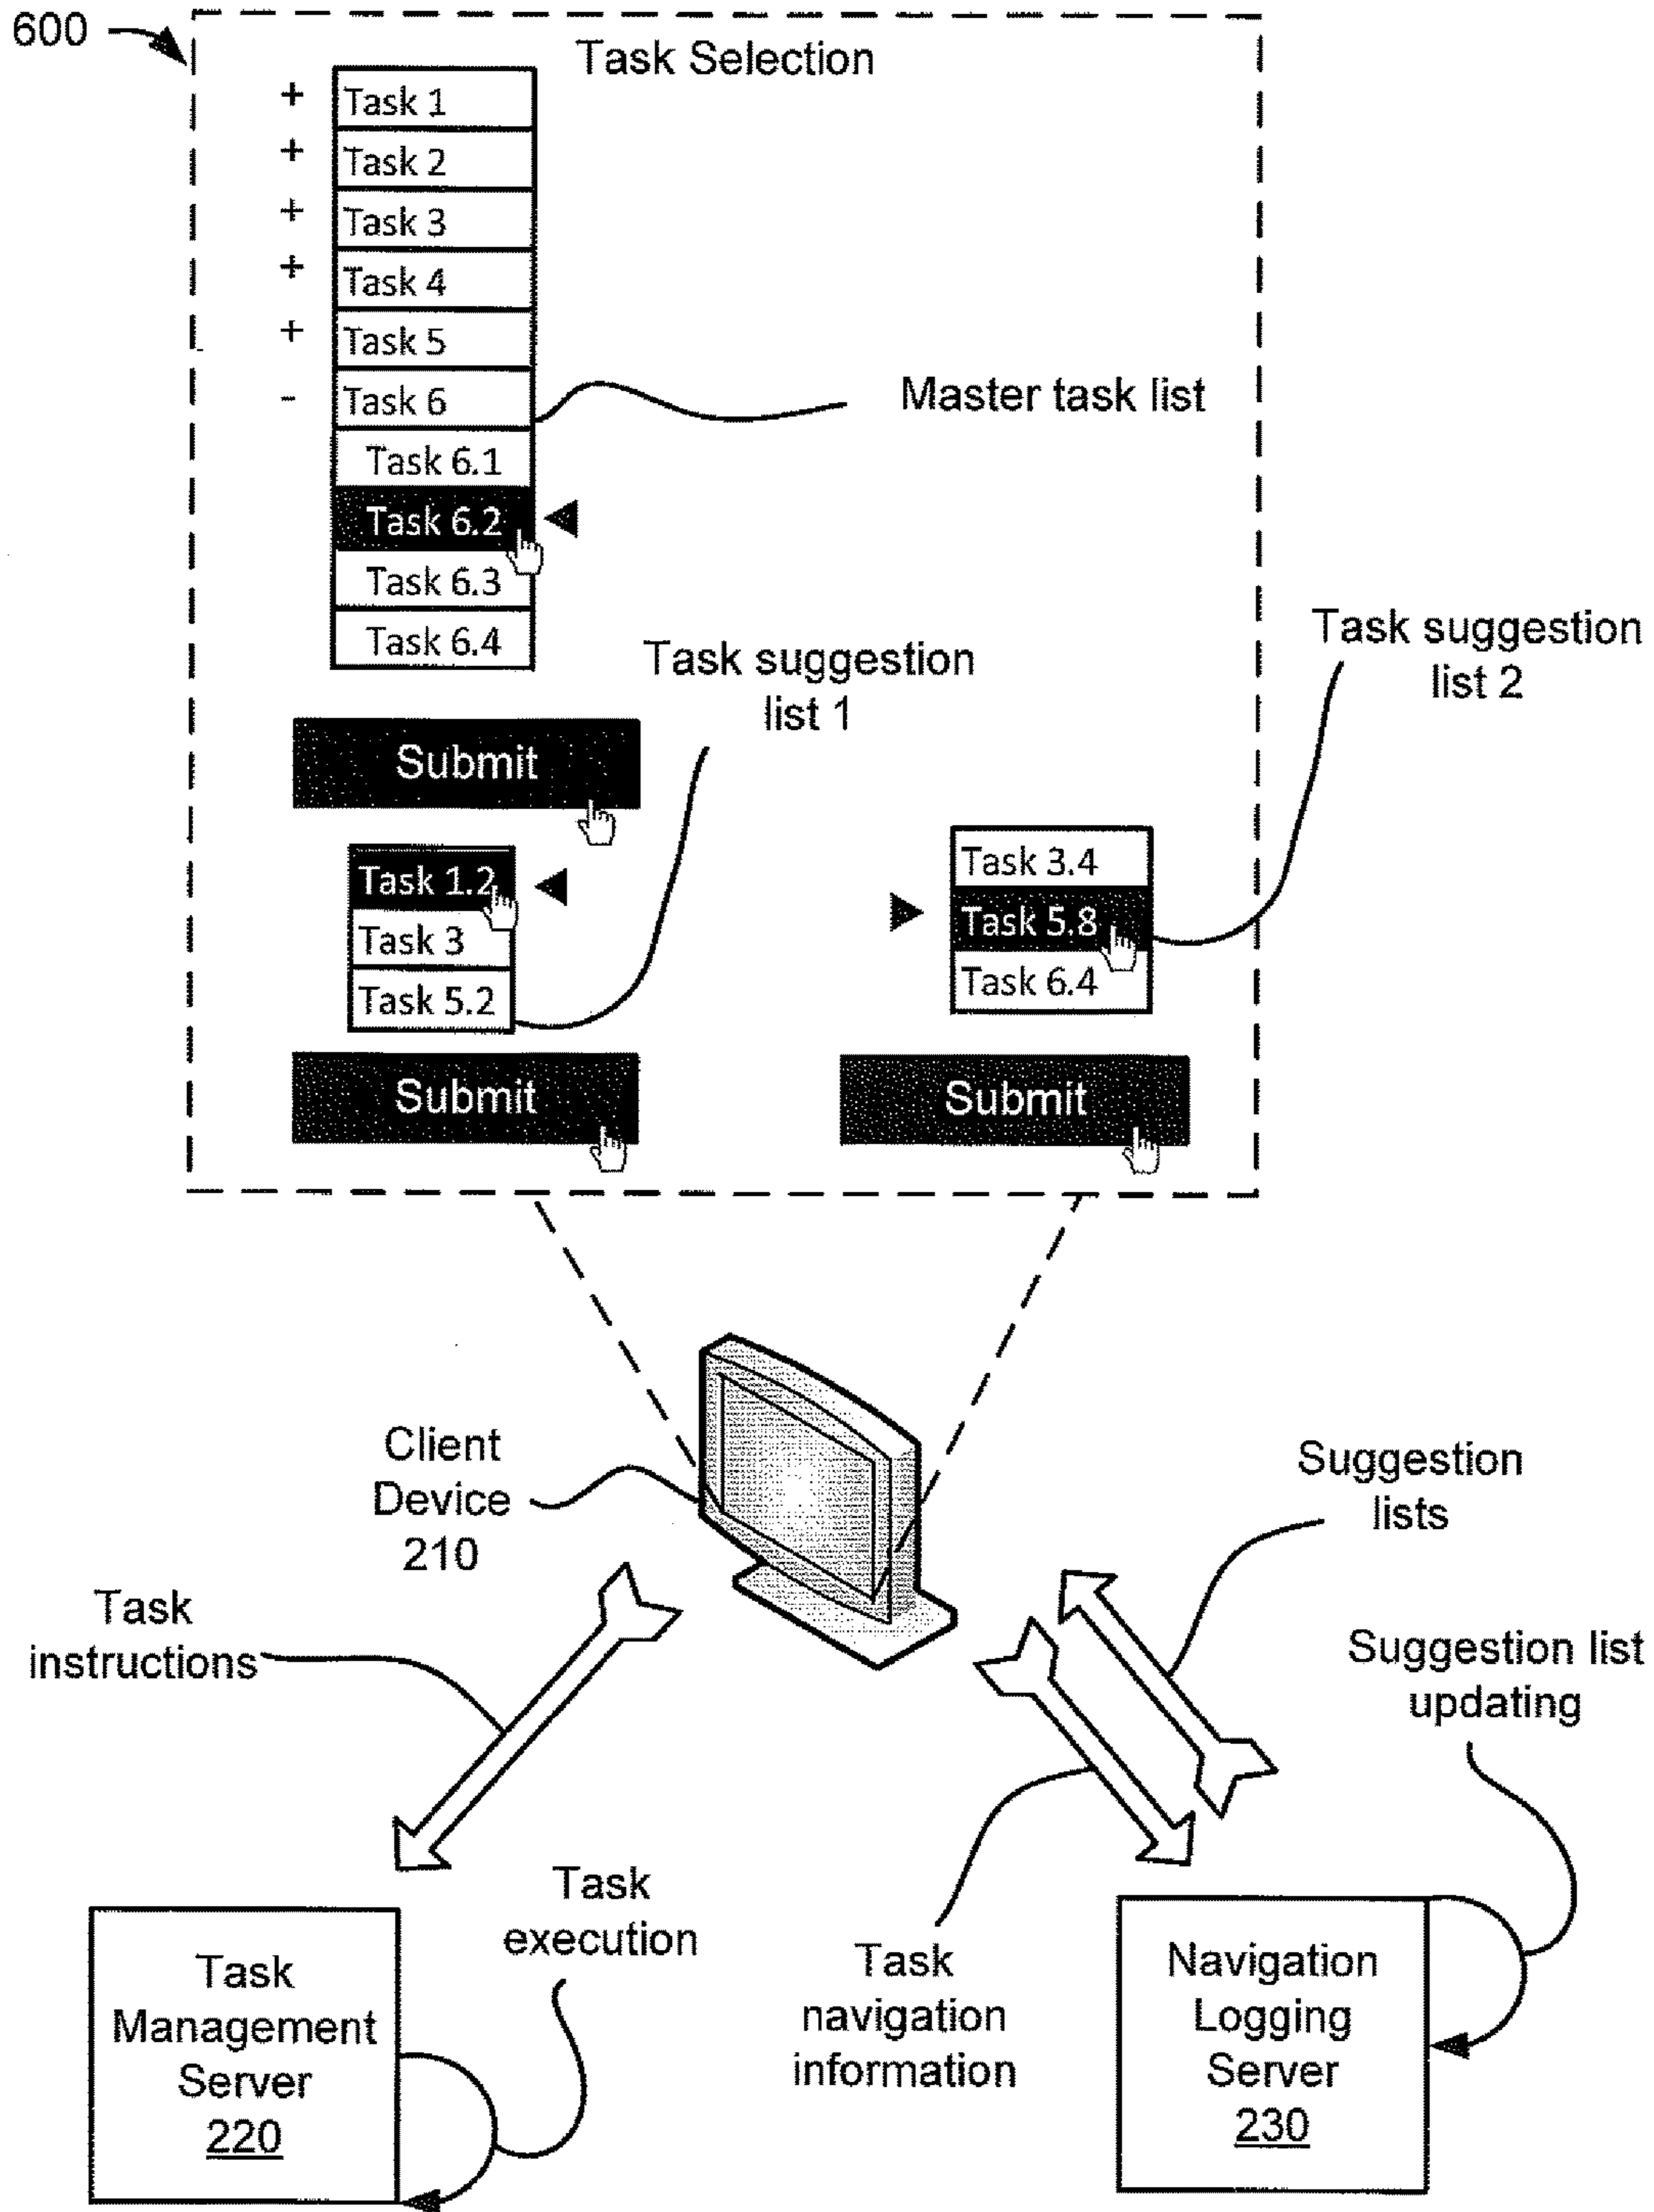 600
Task Selection
+ Task 1
+ Task 2
+ Task 3
+ Task 4
+ Task 5
- Task 6
Master task list
Task 6.1
Task 6.2
Task 6.3
Task 6.4
Task suggestion
list 1
Task suggestion
list 2
Submit
Task 1.2
Task 3
Task 5.2
Task 3.4
Task 5.8
Task 6.4
Submit
Submit
Client
Device
210
Suggestion
lists
Task
instructions
Suggestion list
updating
Task
execution
Task
navigation
information
Task
Management
Server
220
Navigation
Logging
Server
230